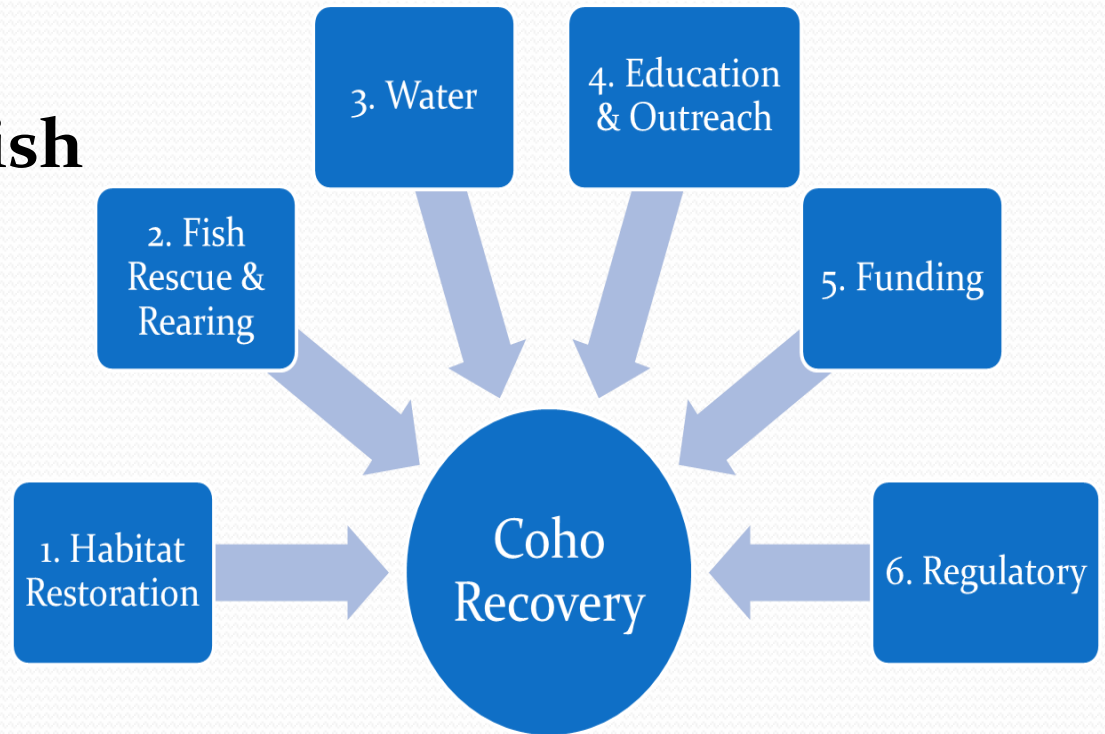 ish
1. Habitat
Restoration
2. Fish
Rescue &
Rearing
3. Water
4. Education
& Outreach
5. Funding
6. Regulatory
Coho
Recovery